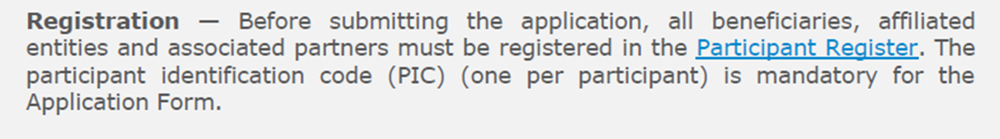 Registration — Before submitting the application, all beneficiaries, affiliated
entities and associated partners must be registered in the Participant Register. The
participant identification code (PIC) (one per participant) is mandatory for the
Application Form.